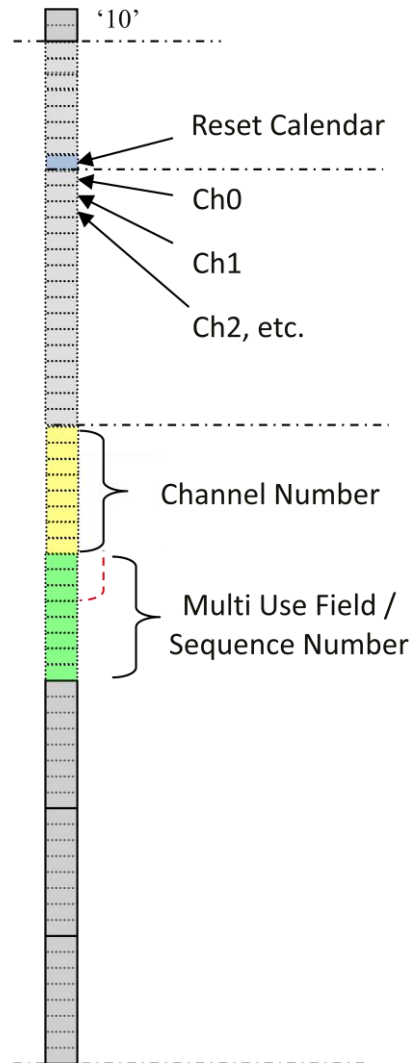 ‘10’
Reset Calendar
Ch0
Ch1
Ch2, etc.
Channel Number
Multi Use Field /
Sequence Number